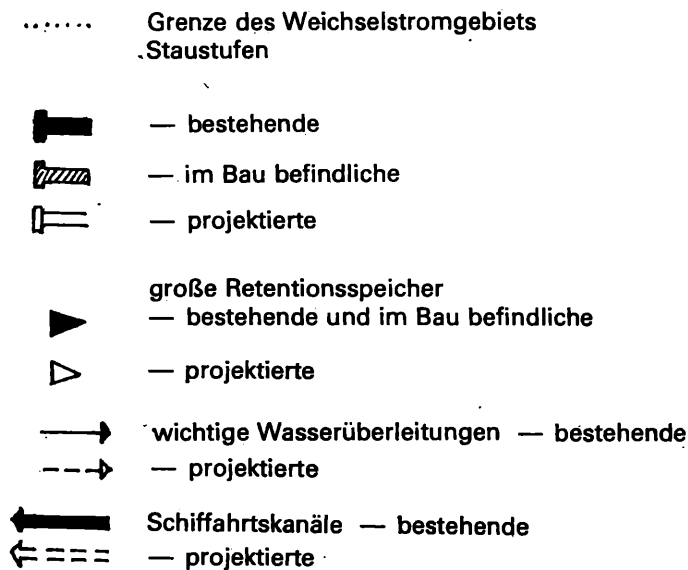 Grenze des Weichselstromgebiets
Staustufen
— bestehende
— im Bau befindliche
— projektierte
große Retentionsspeicher
— bestehende und im Bau befindliche
— projektierte
wichtige Wasserüberleitungen — bestehende
— projektierte
Schiffahrtskanäle — bestehende
— projektierte